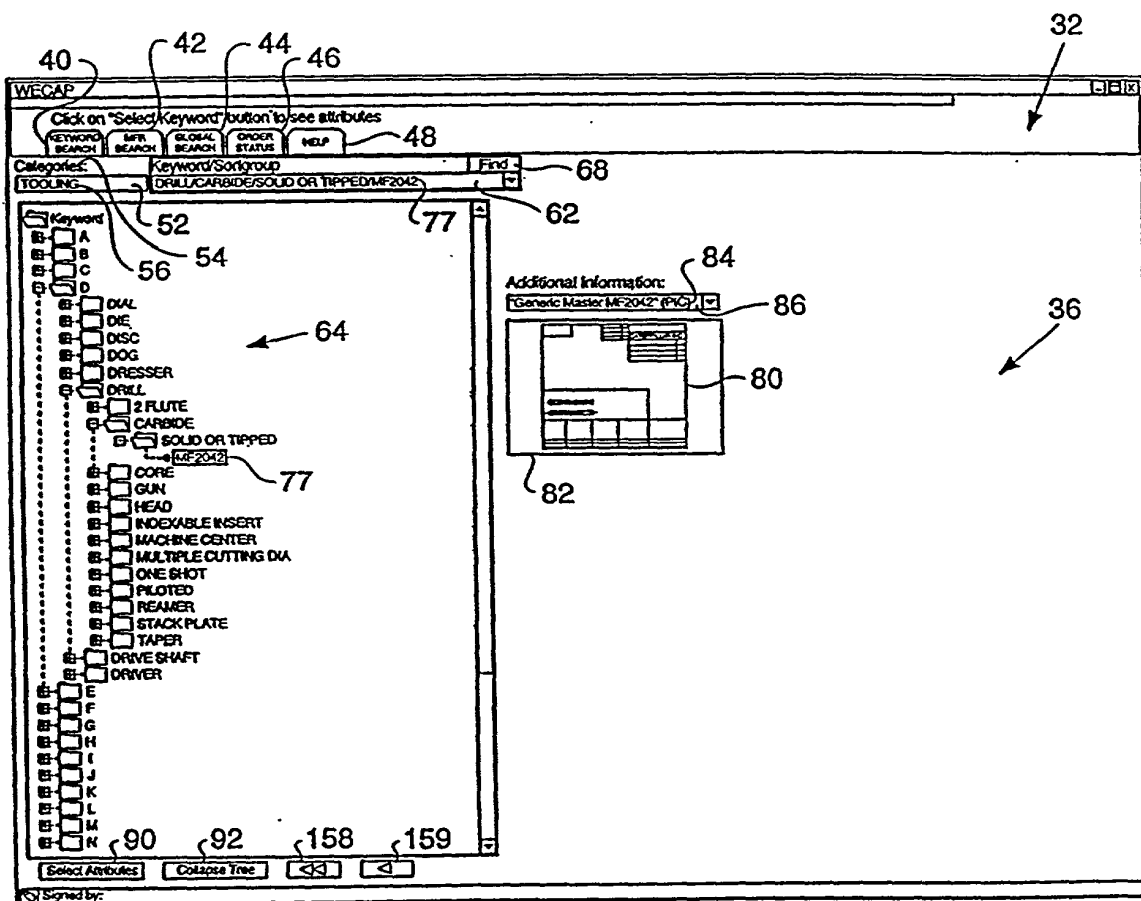 42 44 46 32
40
WECAP
Click on "Select Keyword" button to see attributes
KEYWORD SEARCH MFR SEARCH GLOBAL SEARCH ORDER STATUS HELP 48
Categories: Keyword/Sortgroup Find 68
TOOLING DRILL/CARBIDE/SOLID OR TIPPED/MF2042
52 77 62
Keyword
54
A
56
B
C
D
84
Additional Information:
"Generic Master MF2042" (PIC) 86
DIAL
DIE
DISC
DOG
DRESSER
64
36
DRILL
80
2 FLUTE
CARBIDE
SOLID OR TIPPED
MF2042
77
82
CORE
GUN
HEAD
INDEXABLE INSERT
MACHINE CENTER
MULTIPLE CUTTING DIA
ONE SHOT
PILOTED
REAMER
STACK PLATE
TAPER
DRIVE SHAFT
DRIVER
E
F
G
H
I
J
K
L
M
N
90 92 158 159
Select Attributes Collapse Tree
Signed by: